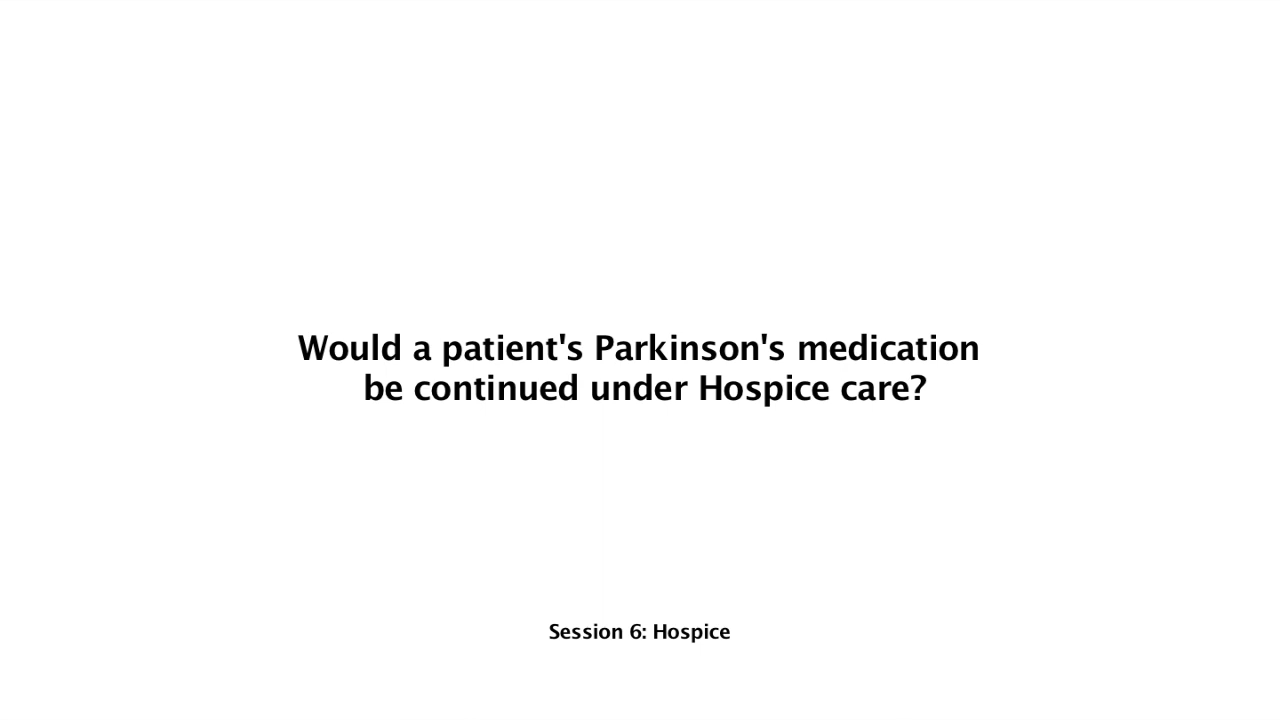 Would a patient's Parkinson's medication
be continued under Hospice care?
Session 6: Hospice